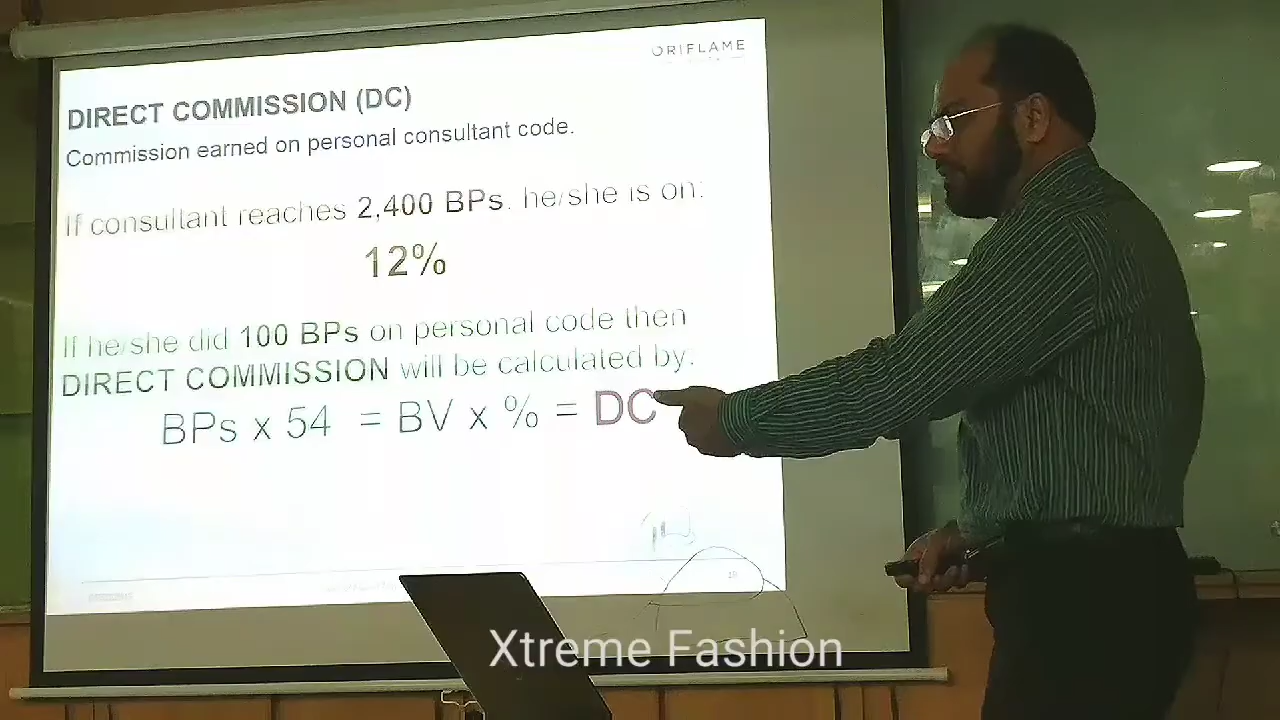 ORIFLAME
DIRECT COMMISSION (DC)
Commission earned on personal consultant code.
If consultant reaches 2,400 BPs. he/she is on:
12%
If he/she did 100 BPs on personal code then
DIRECT COMMISSION will be calculated by:
BPs x 54 = BV x % = DC
Xtreme Fashion